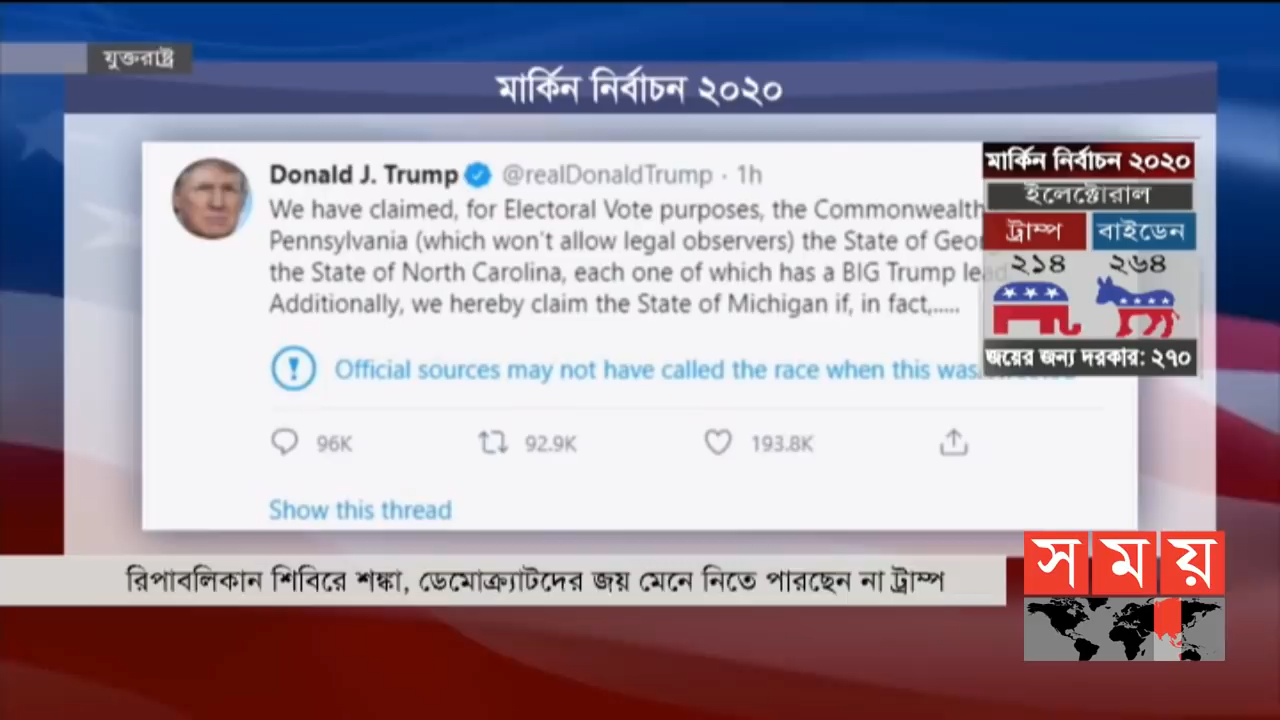 যুক্তরাষ্ট্র
মার্কিন নির্বাচন ২০২০
Donald J. Trump @realDonaldTrump · 1h
We have claimed, for Electoral Vote purposes, the Commonwealth
Pennsylvania (which won't allow legal observers) the State of
the State of North Carolina, each one of which has a BIG Trump lead
Additionally, we hereby claim the State of Michigan if, in fact,.....
Official sources may not have called the race when this was
96K 92.9K 193.8K
Show this thread
মার্কিন নির্বাচন ২০২০
ইলেক্টোরাল
ট্রাম্প বাইডেন
২১৪ ২৬৪
জয়ের জন্য দরকার: ২৭০
রিপাবলিকান শিবিরে শঙ্কা, ডেমোক্র্যাটদের জয় মেনে নিতে পারছেন না ট্রাম্প
সময়